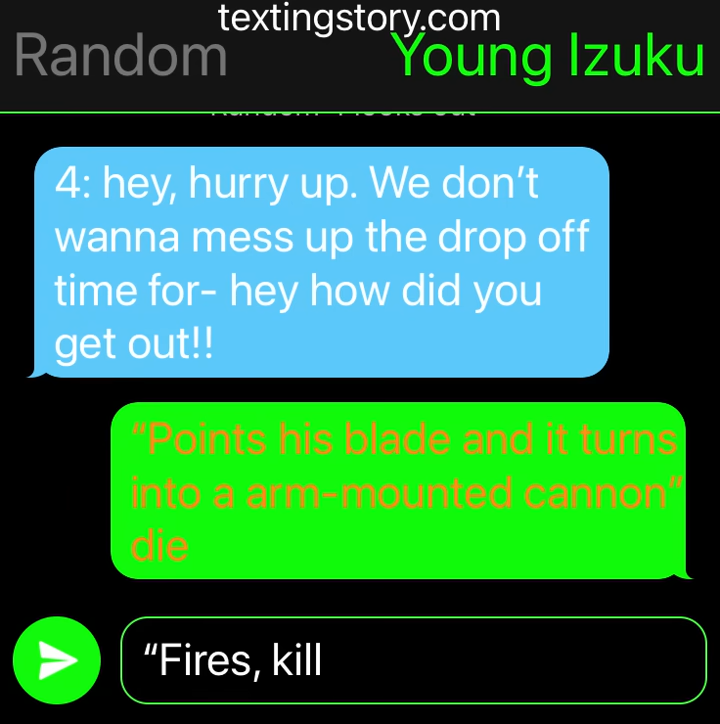 textingstory.com
Random Young Izuku
4: hey, hurry up. We don’t
wanna mess up the drop off
time for- hey how did you
get out!!
“Points his blade and it turns
into a arm-mounted cannon”
die
“Fires, kill